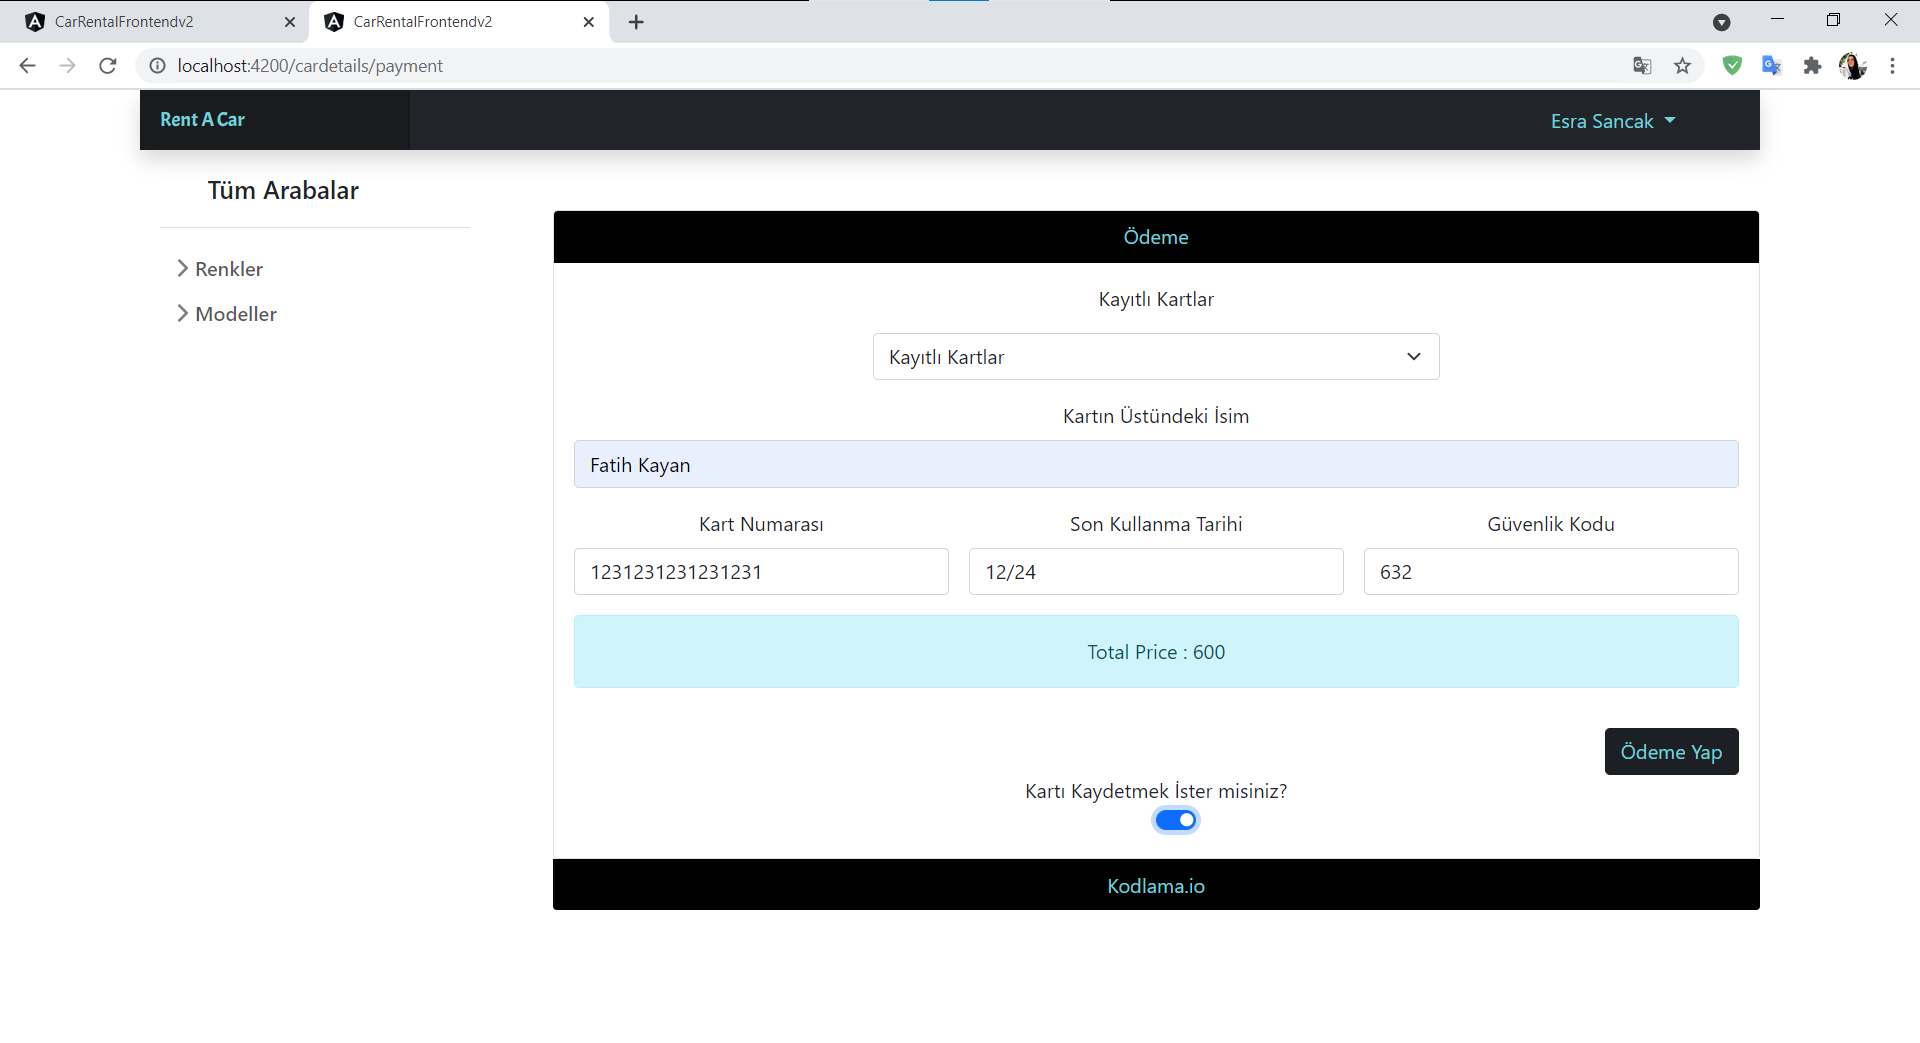 CarRentalFrontendv2
CarRentalFrontendv2
localhost:4200/cardetails/payment
Rent A Car
Esra Sancak
Tüm Arabalar
Renkler
Modeller
Ödeme
Kayıtlı Kartlar
Kayıtlı Kartlar
Kartın Üstündeki İsim
Fatih Kayan
Kart Numarası Son Kullanma Tarihi Güvenlik Kodu
1231231231231231 12/24 632
Total Price : 600
Ödeme Yap
Kartı Kaydetmek İster misiniz?
Kodlama.io